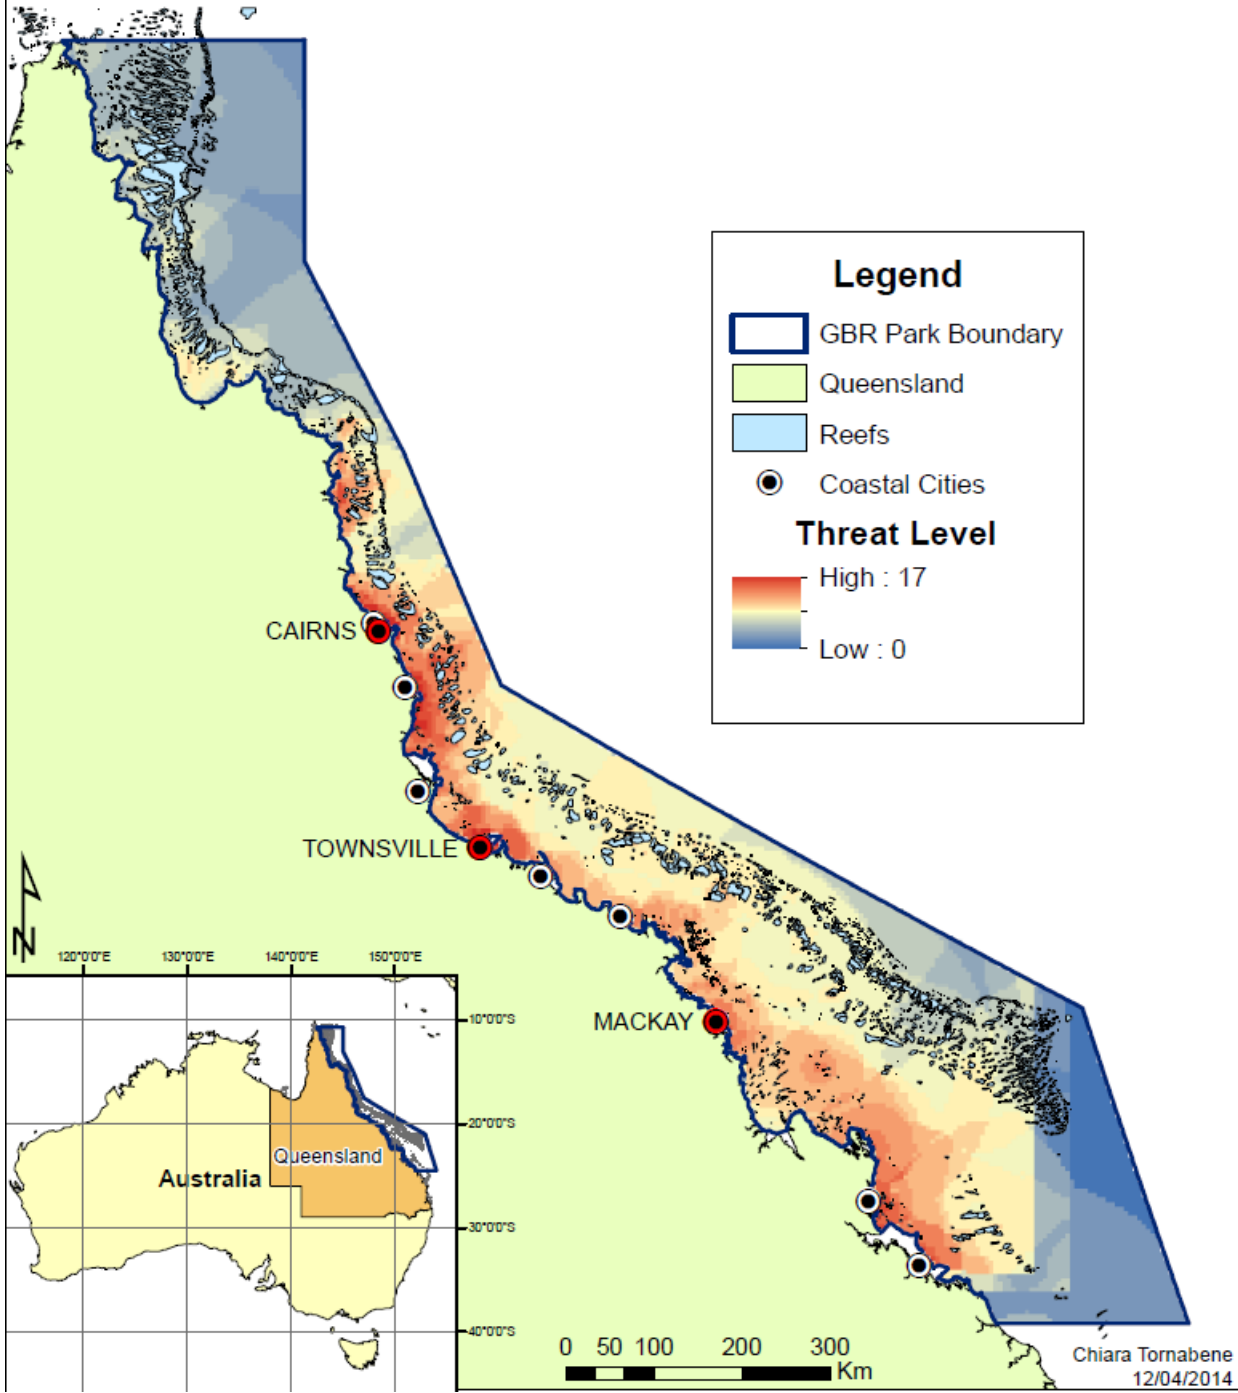 Legend
GBR Park Boundary
Queensland
Reefs
Coastal Cities
Threat Level
High : 17
Low : 0
CAIRNS
TOWNSVILLE
MACKAY
N
120°0'0"E 130°0'0"E 140°0'0"E 150°0'0"E
10°0'0"S
20°0'0"S
30°0'0"S
40°0'0"S
Queensland
Australia
0 50 100 200 300
Km
Chiara Tornabene
12/04/2014